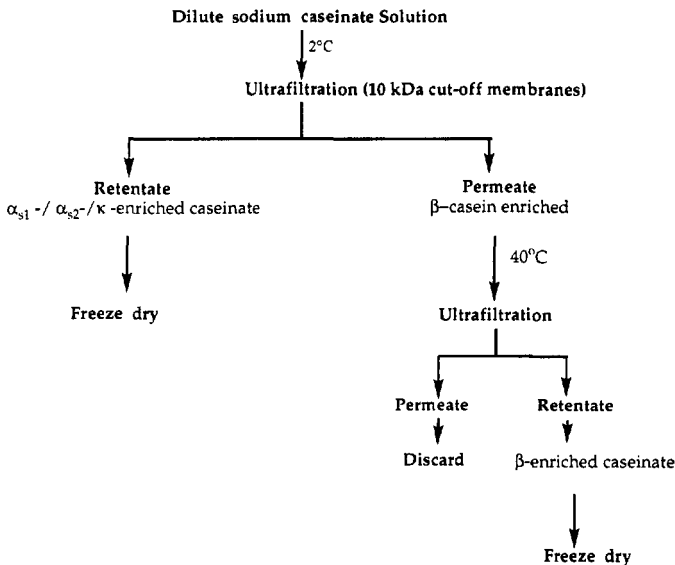 Dilute sodium caseinate Solution
2°C
Ultrafiltration (10 kDa cut-off membranes)
Retentate
αs1 -/ αs2-/κ -enriched caseinate
Permeate
β–casein enriched
40°C
Freeze dry
Ultrafiltration
Permeate
Retentate
Discard
β-enriched caseinate
Freeze dry